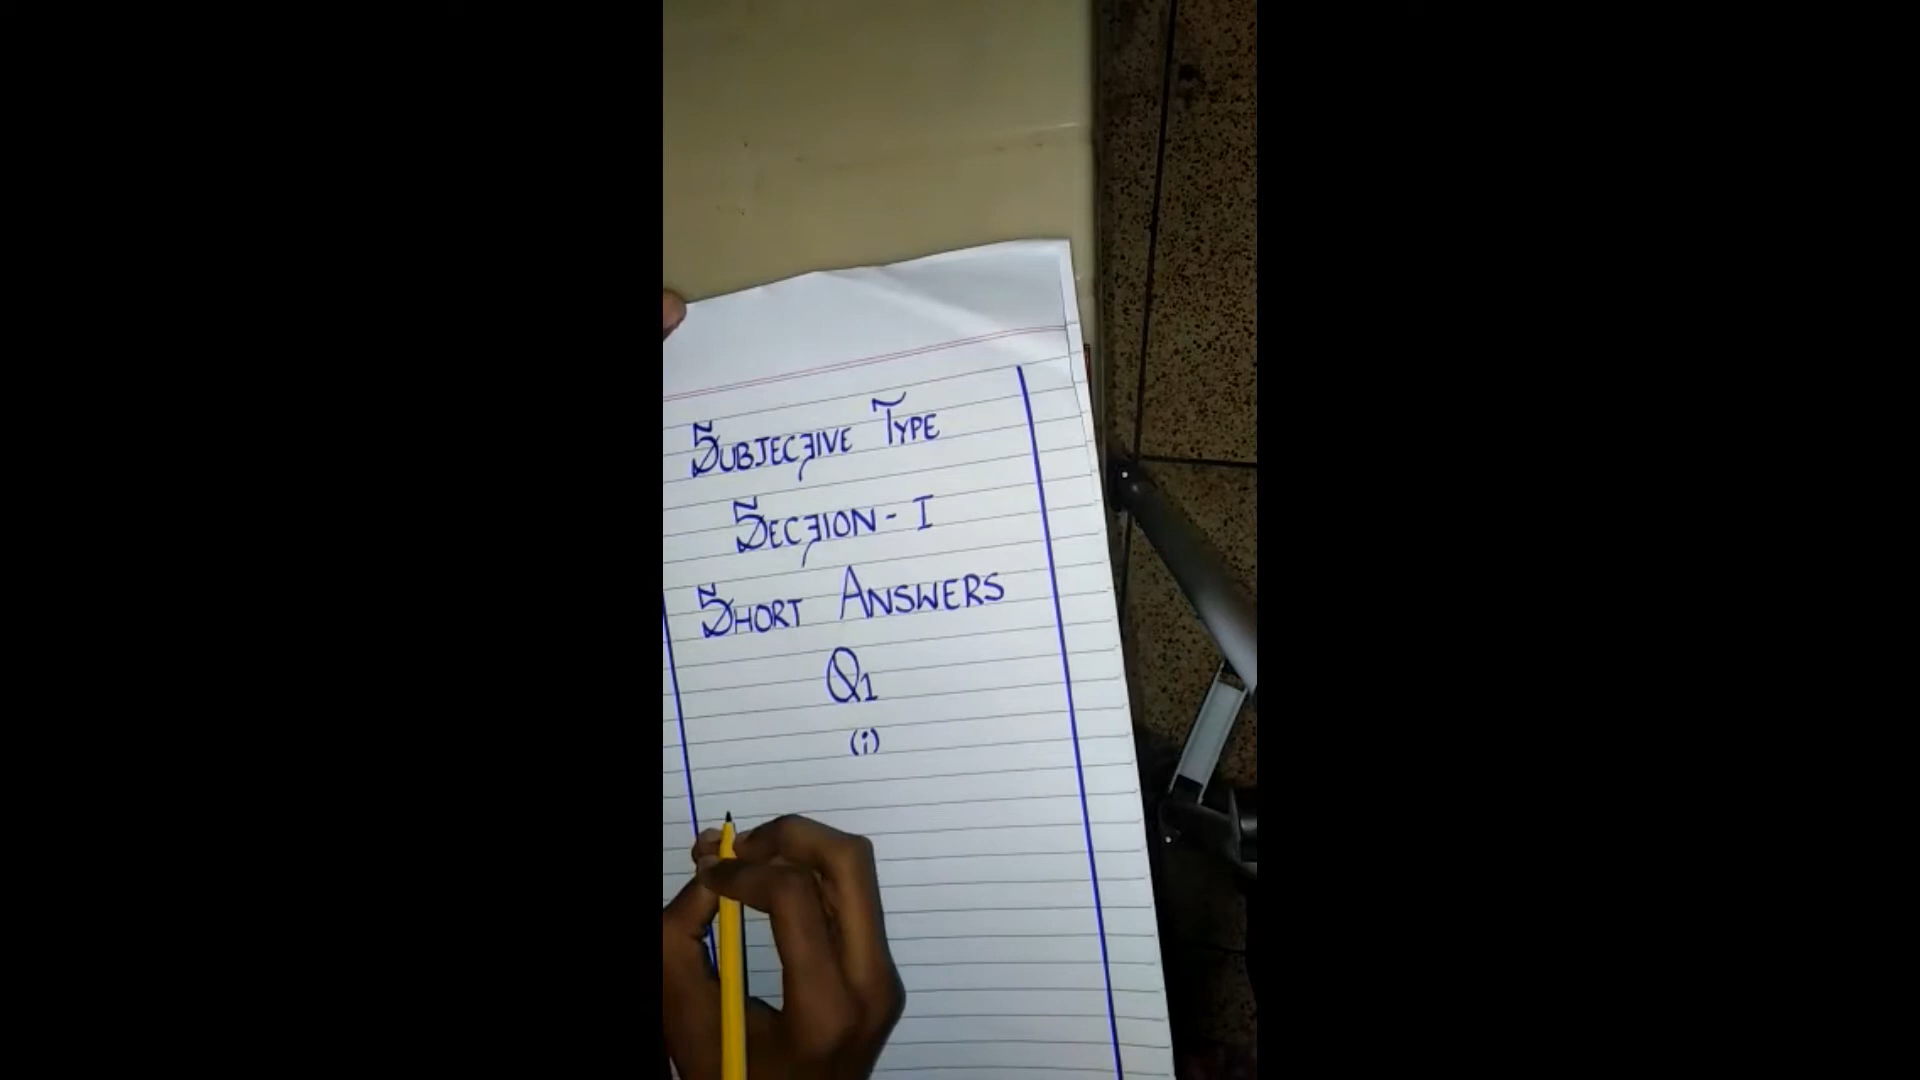 SUBJECTIVE TYPE
SECTION - I
SHORT ANSWERS
Q1
(i)